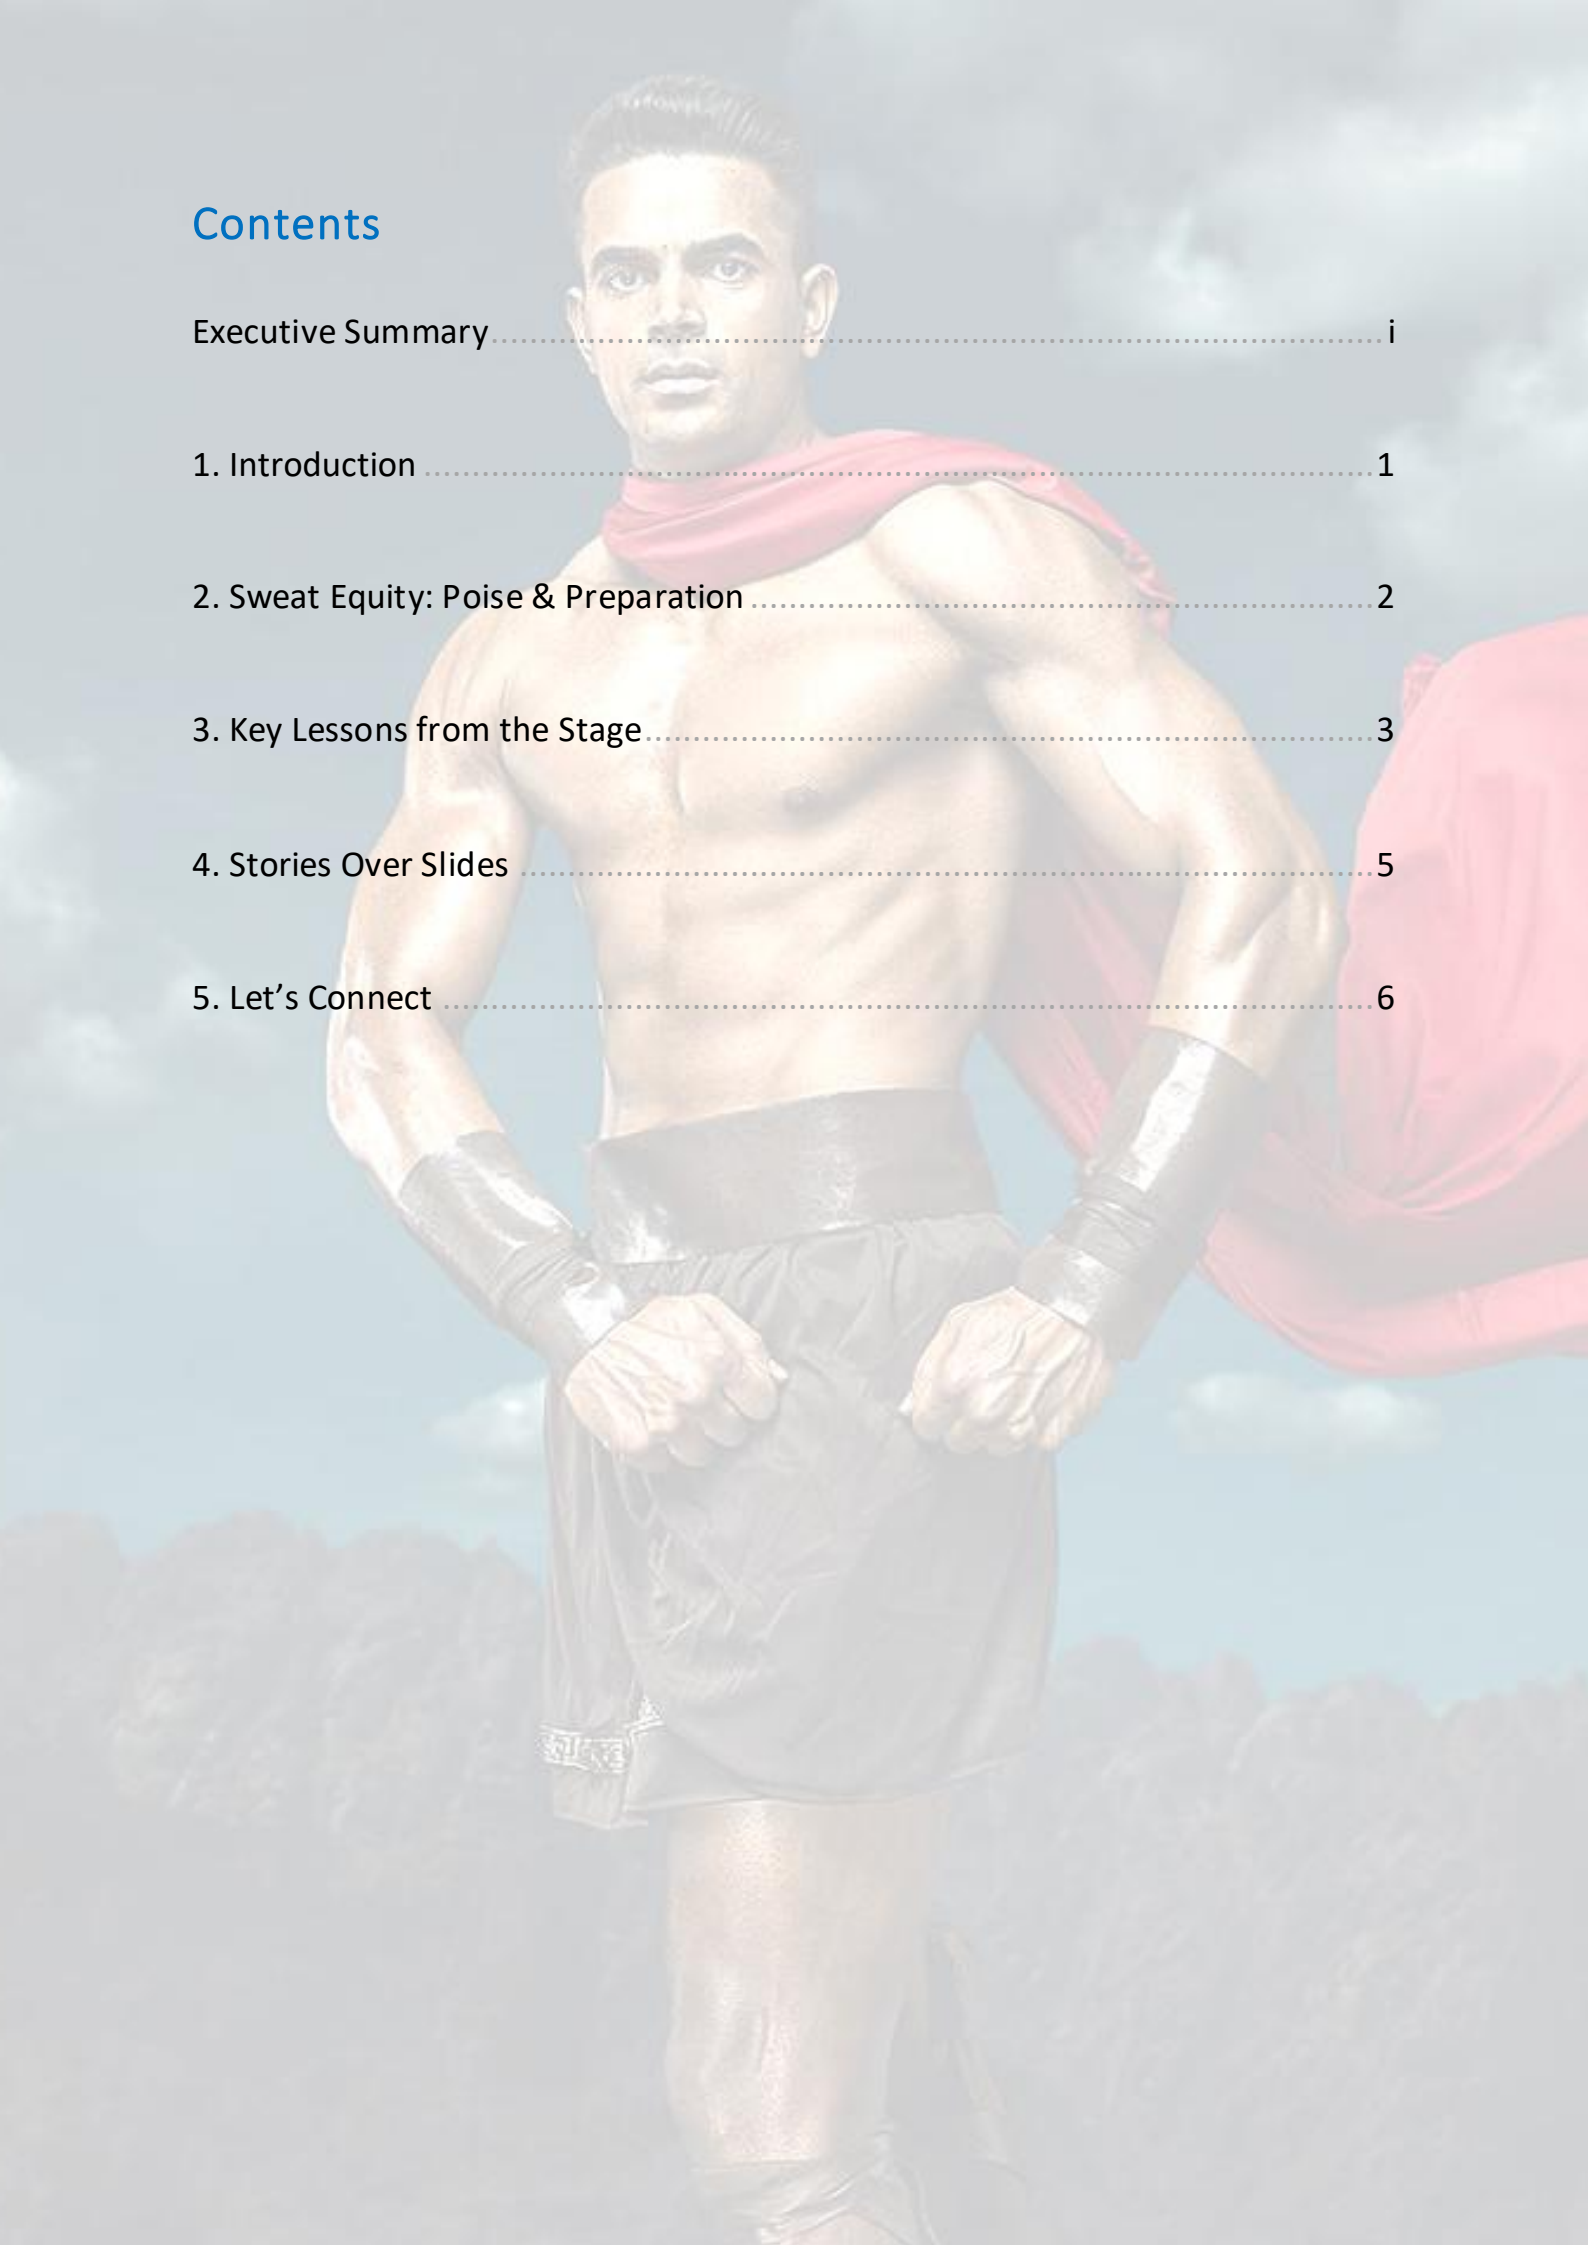 Contents
Executive Summary i
1. Introduction 1
2. Sweat Equity: Poise & Preparation 2
3. Key Lessons from the Stage 3
4. Stories Over Slides 5
5. Let’s Connect 6